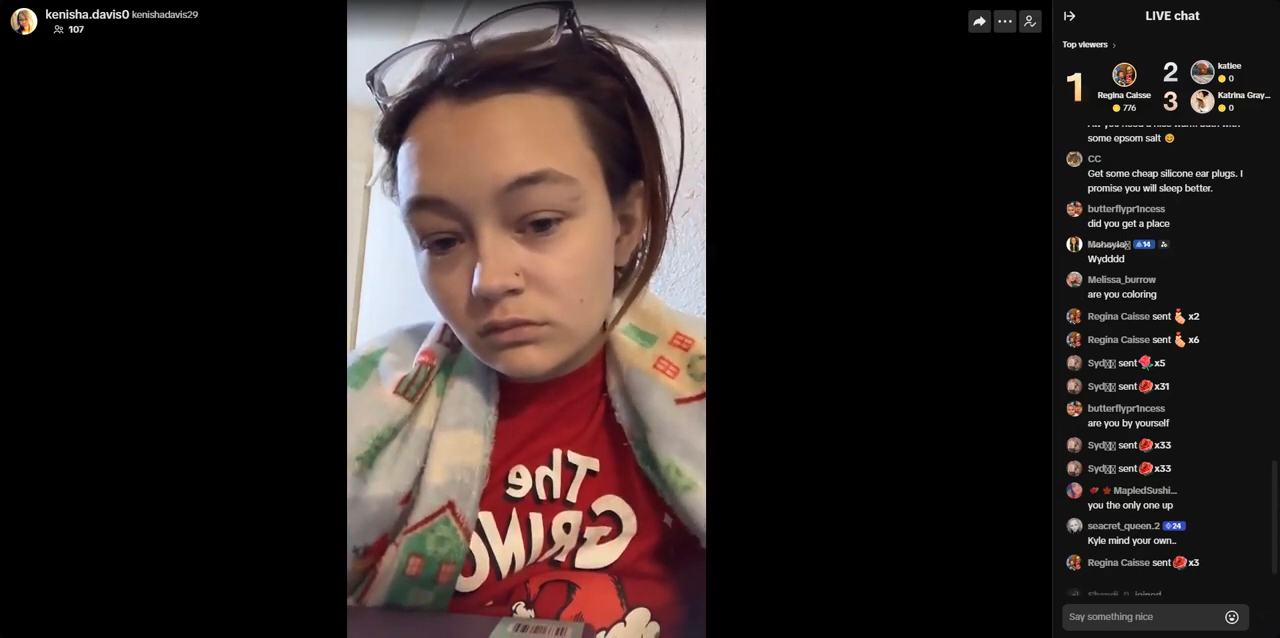 kenisha.davis0 kenishadavis29
107
LIVE chat
Top viewers
1
Regina Caisse
776
2
katiee
0
3
Katrina Gray...
0
some epsom salt
CC
Get some cheap silicone ear plugs. I
promise you will sleep better.
butterflypr1ncess
did you get a place
14
Wydddd
Melissa_burrow
are you coloring
Regina Caisse sent x2
Regina Caisse sent x6
Syd sent x5
Syd sent x31
butterflypr1ncess
are you by yourself
Syd sent x33
Syd sent x33
MapledSushi...
you the only one up
seacret_queen.2 24
Kyle mind your own..
Regina Caisse sent x3
Say something nice
The
GRINC